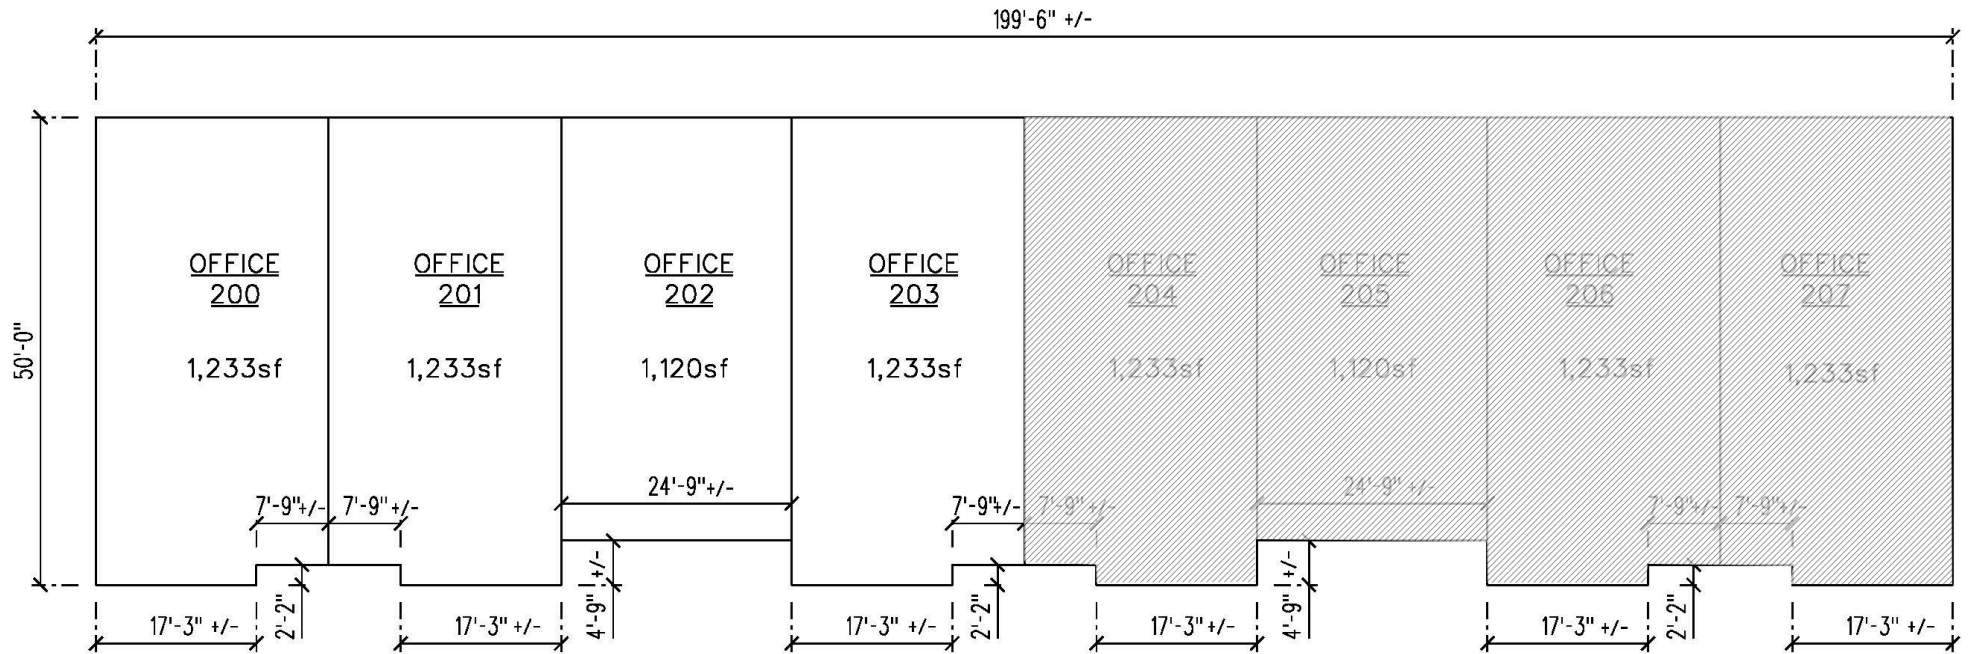 199'-6" +/-
50'-0"
OFFICE
200
1,233sf
OFFICE
201
1,233sf
OFFICE
202
1,120sf
OFFICE
203
1,233sf
OFFICE
204
1,233sf
OFFICE
205
1,120sf
OFFICE
206
1,233sf
OFFICE
207
1,233sf
7'-9"+/-
7'-9" +/-
24'-9"+/-
7'-9"+/-
7'-9" +/-
24'-9" +/-
7'-9"+/-
7'-9" +/-
17'-3" +/-
2'-2"
17'-3" +/-
4'-9" +/-
17'-3" +/-
2'-2"
17'-3" +/-
4'-9" +/-
17'-3" +/-
2'-2"
17'-3" +/-